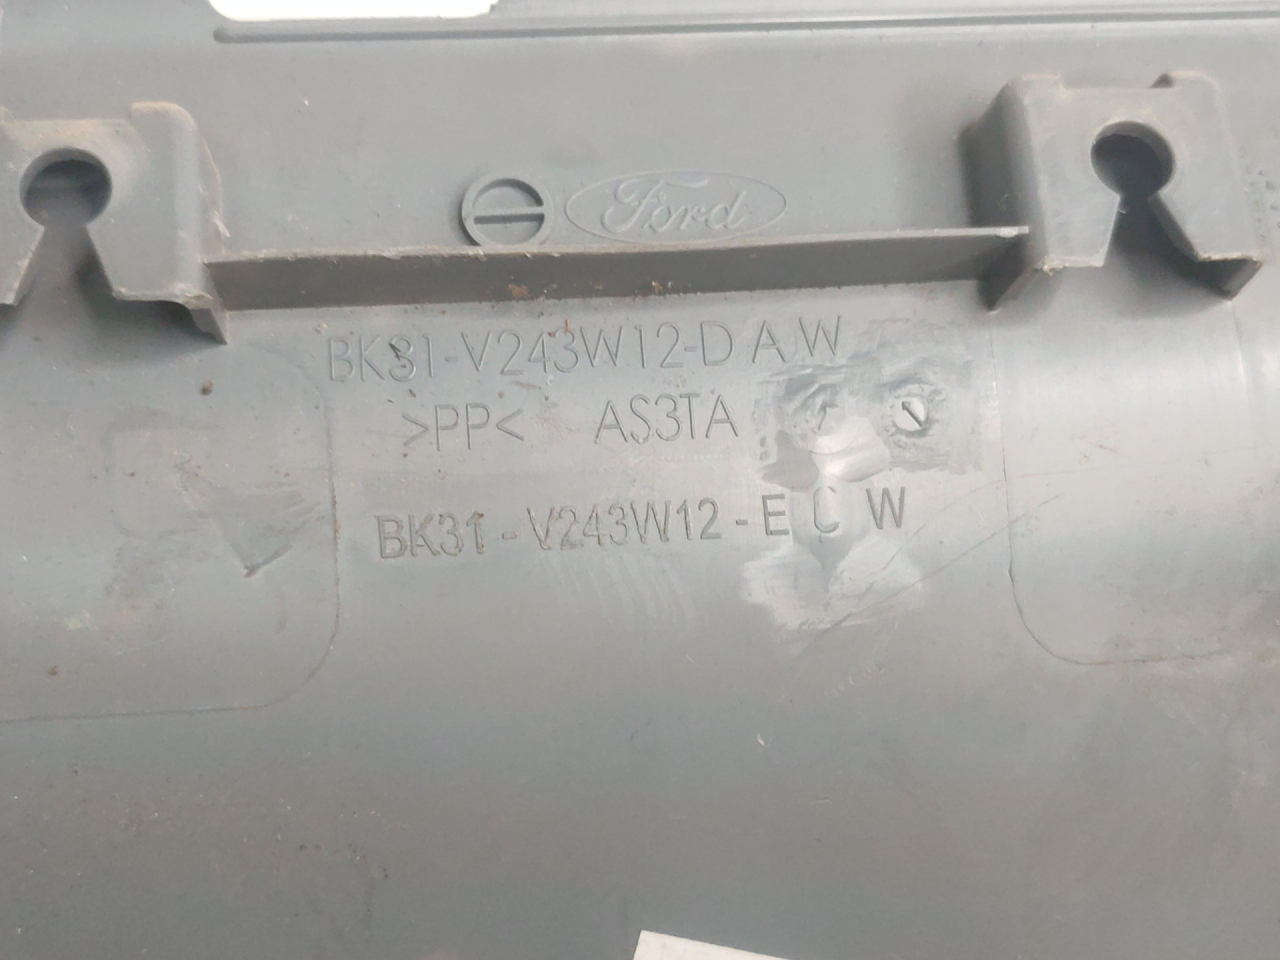 Ford
BK31-V243W12-DAW
>PP< AS3TA
BK31-V243W12-ECW